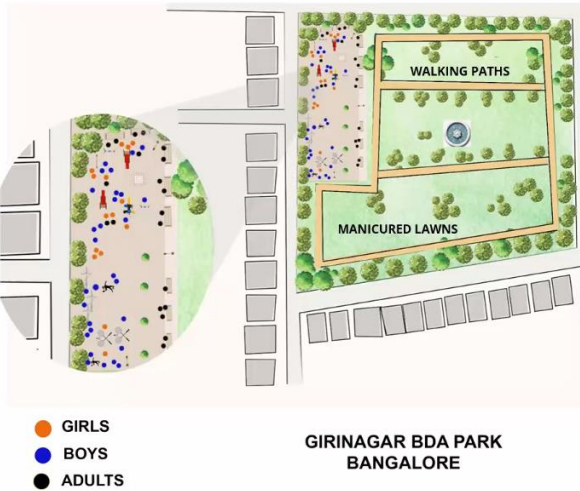 WALKING PATHS
MANICURED LAWNS
GIRLS
BOYS
ADULTS
GIRINAGAR BDA PARK
BANGALORE